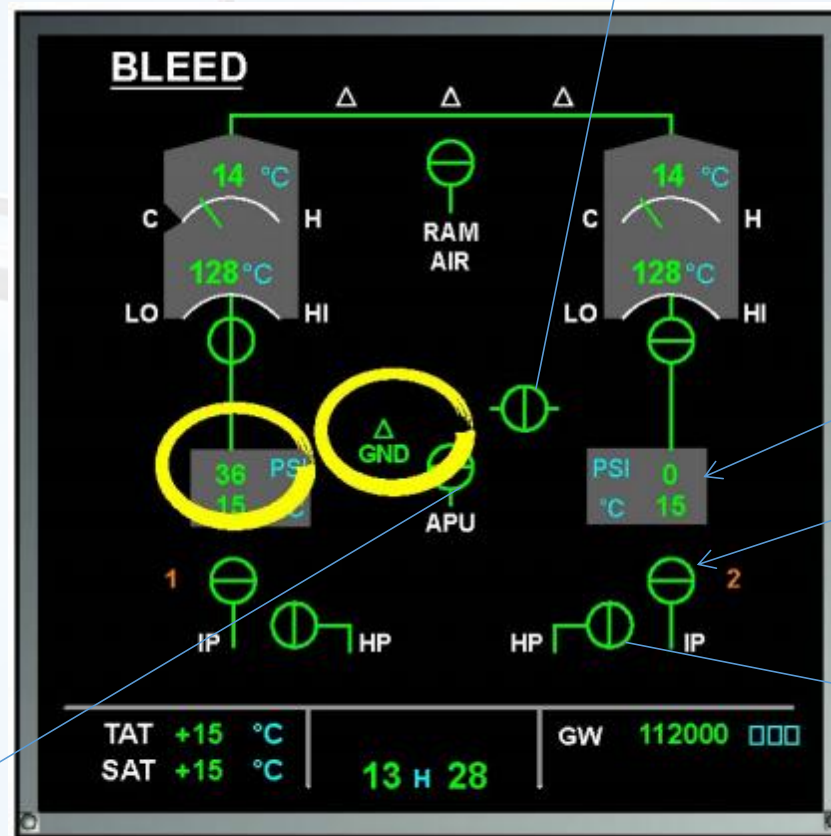 BLEED
14 °C
14 °C
C H
C H
RAM
AIR
128 °C
128 °C
LO HI
LO HI
GND
36 PSI
PSI 0
15 °C
°C 15
APU
1
2
IP HP
HP IP
TAT +15 °C
GW 112000
SAT +15 °C
13 H 28